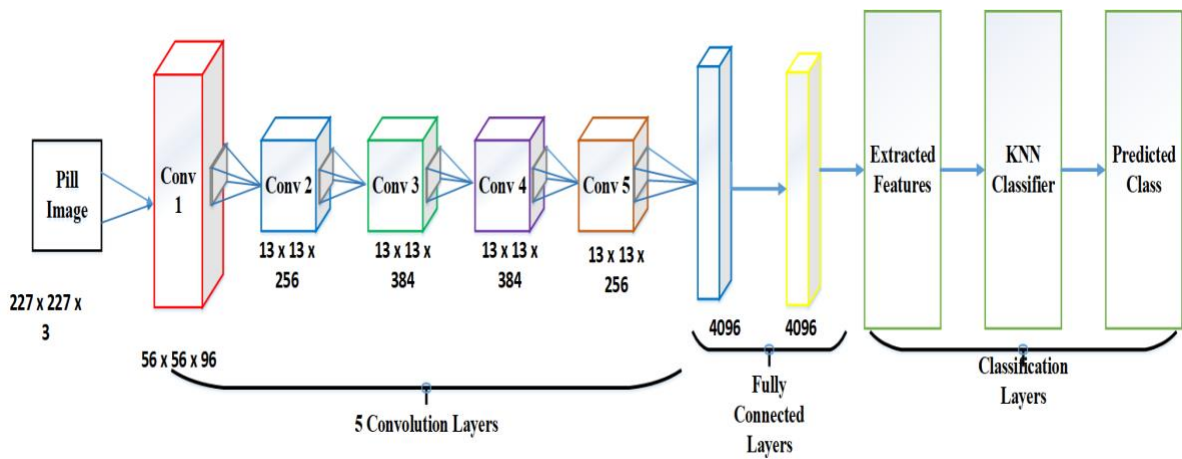 Pill
Image
227 x 227 x
3
Conv
1
56 x 56 x 96
Conv 2
13 x 13 x
256
Conv 3
13 x 13 x
384
Conv 4
13 x 13 x
384
Conv 5
13 x 13 x
256
5 Convolution Layers
4096
4096
Fully
Connected
Layers
Extracted
Features
KNN
Classifier
Predicted
Class
Classification
Layers